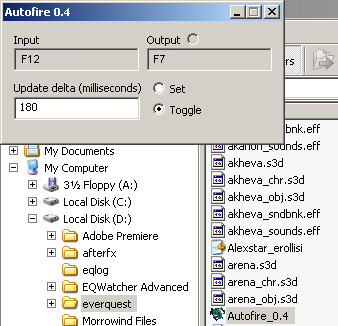 Autofire 0.4
Input
Output
F12
F7
Update delta (milliseconds)
Set
180
Toggle
rs
My Documents
My Computer
3½ Floppy (A:)
Local Disk (C:)
Local Disk (D:)
Adobe Premiere
afterfx
eqlog
EQWatcher Advanced
everquest
Morrowind Files
akanon_sounds.eff
akheva.s3d
akheva_chr.s3d
akheva_obj.s3d
akheva_sndbnk.eff
akheva_sounds.eff
Alexstar_erollisi
arena.s3d
arena_chr.s3d
arena_obj.s3d
Autofire_0.4